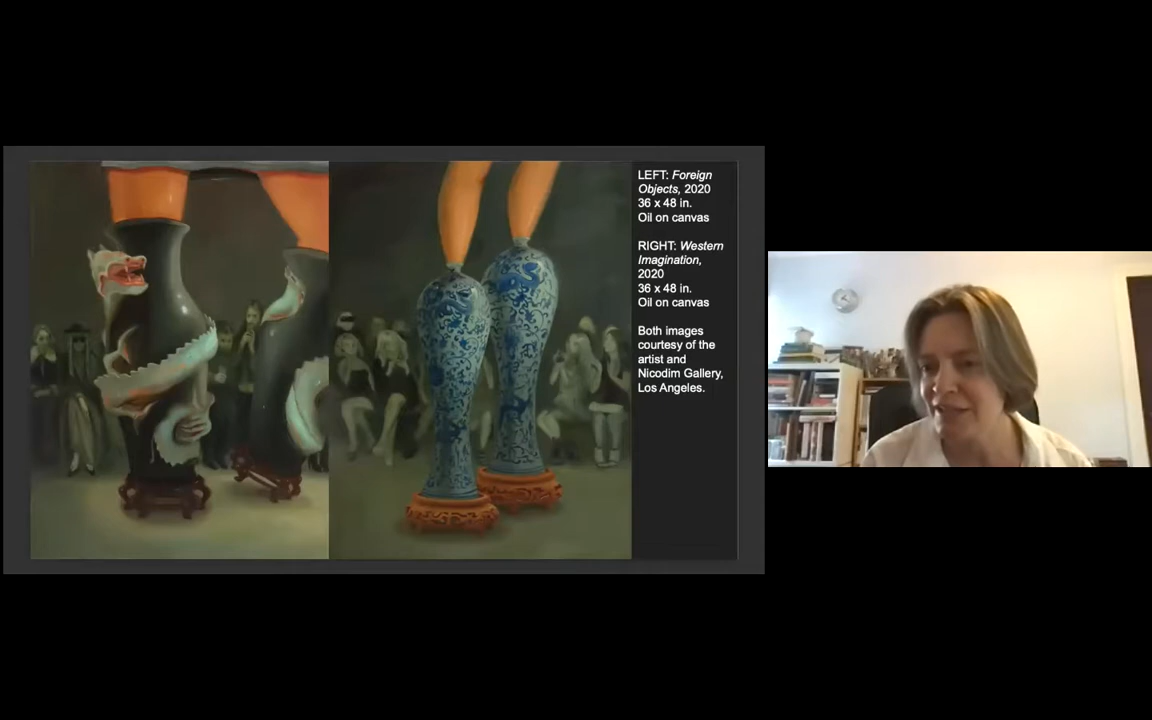 LEFT: Foreign
Objects, 2020
36 x 48 in.
Oil on canvas
RIGHT: Western
Imagination,
2020
36 x 48 in.
Oil on canvas
Both images
courtesy of the
artist and
Nicodim Gallery,
Los Angeles.